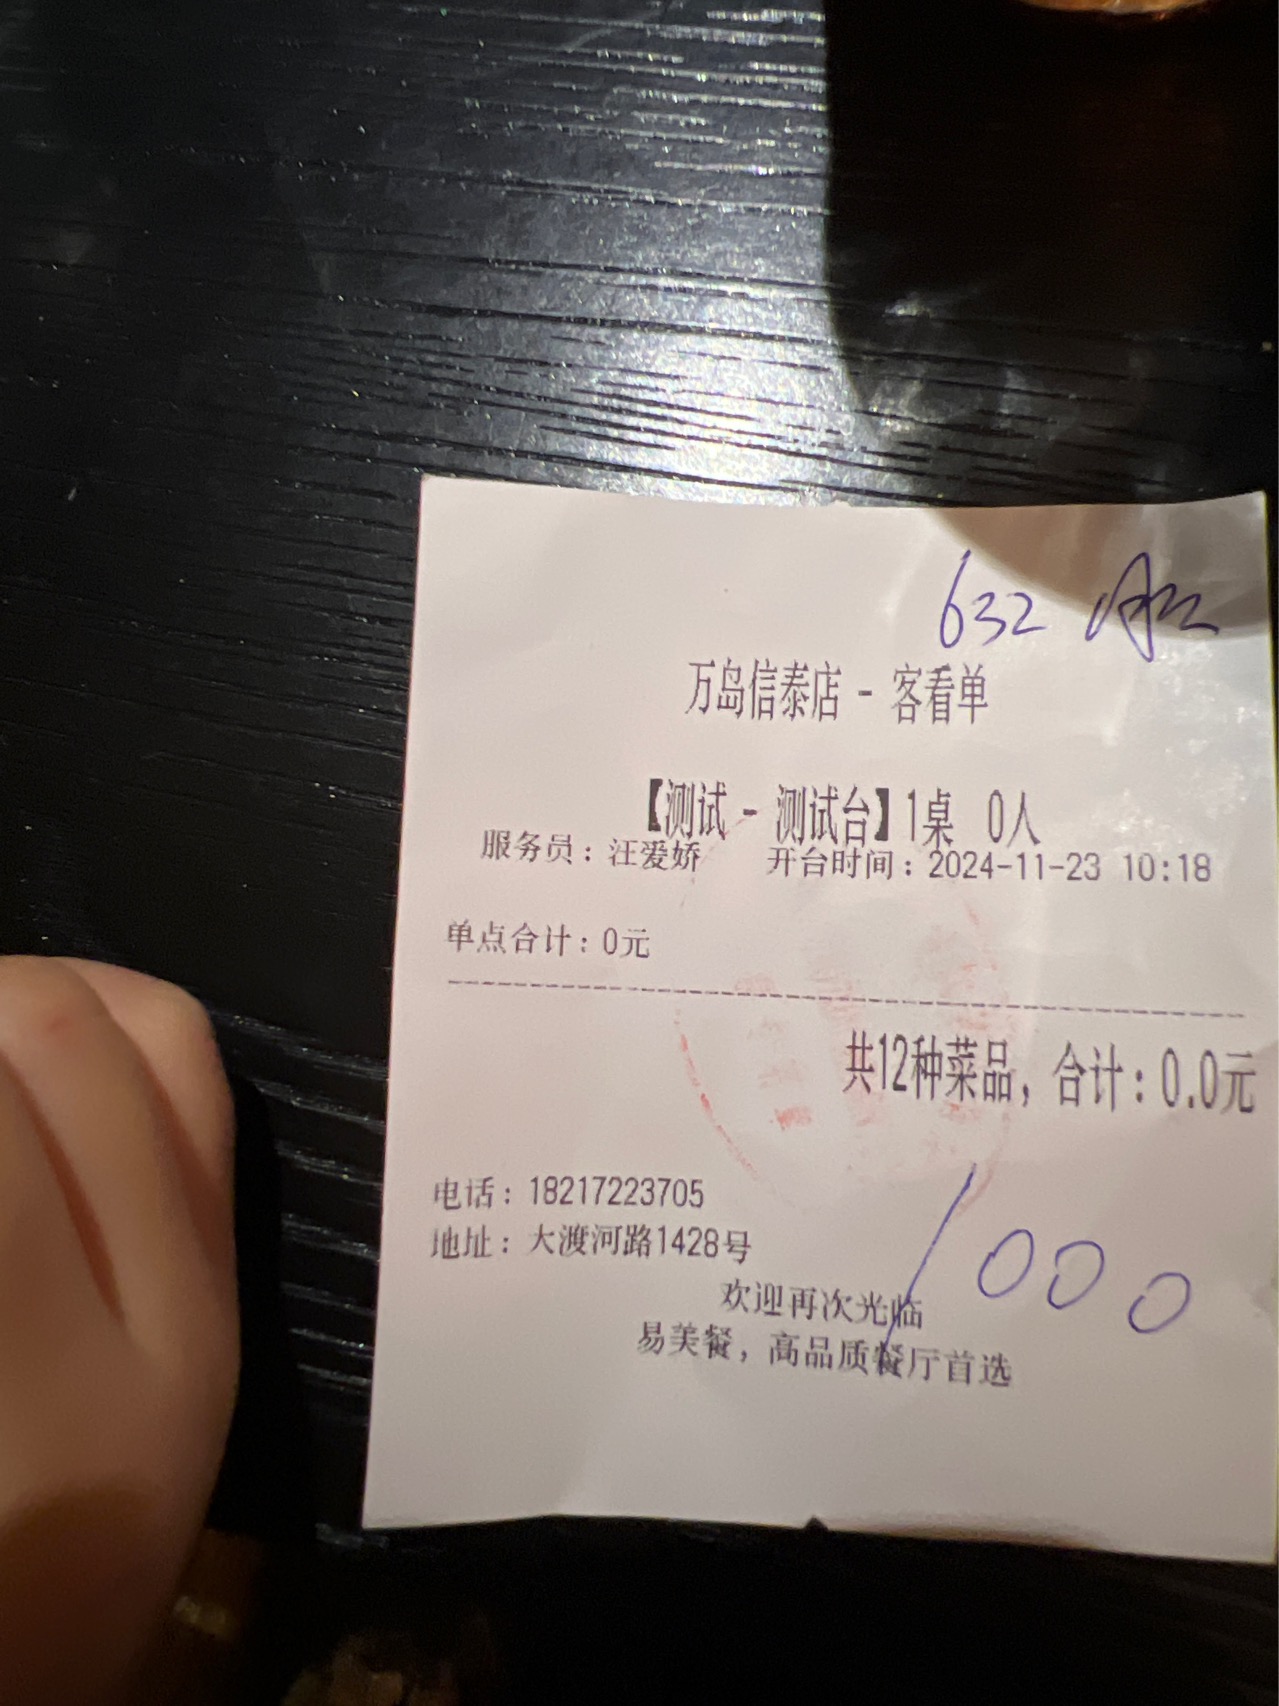 632
万岛信泰店 - 客看单
【测试 - 测试台】1桌 0人
服务员：汪爱娇 开台时间：2024-11-23 10:18
单点合计：0元
共12种菜品，合计：0.0元
电话：18217223705
地址：大渡河路1428号
1000
欢迎再次光临
易美餐，高品质餐厅首选